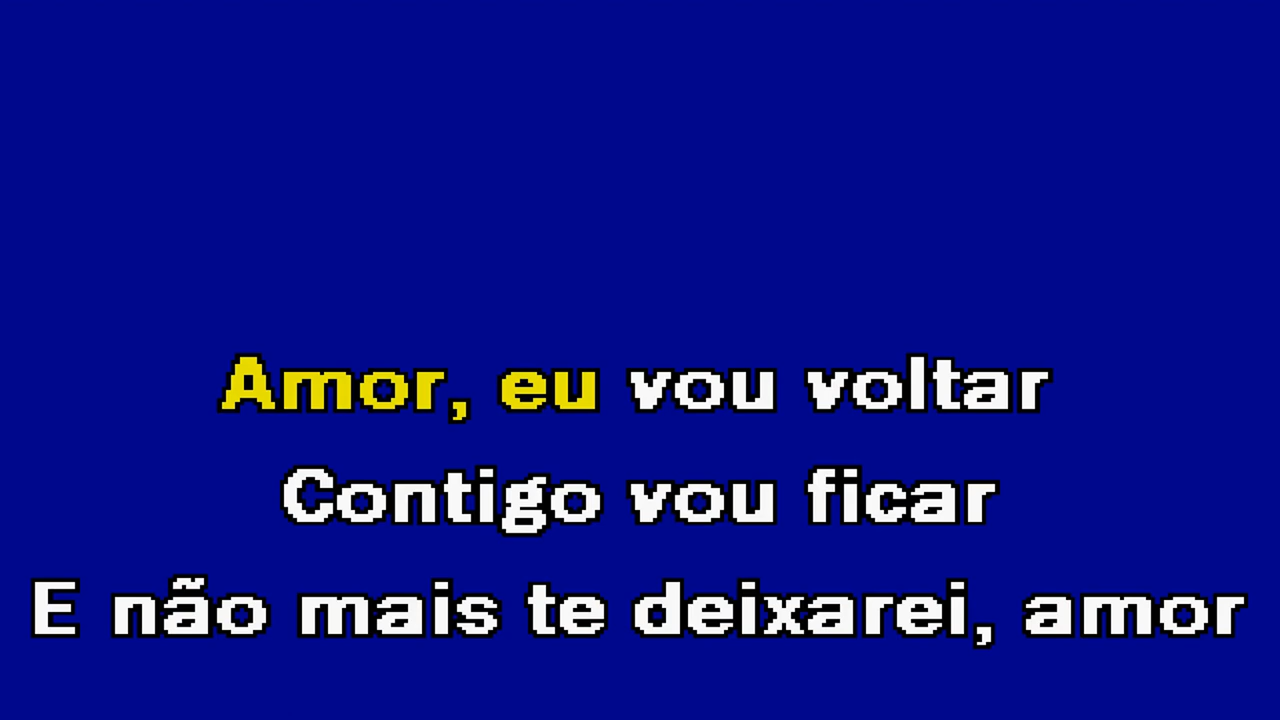 Amor, eu vou voltar
Contigo vou ficar
E não mais te deixarei, amor